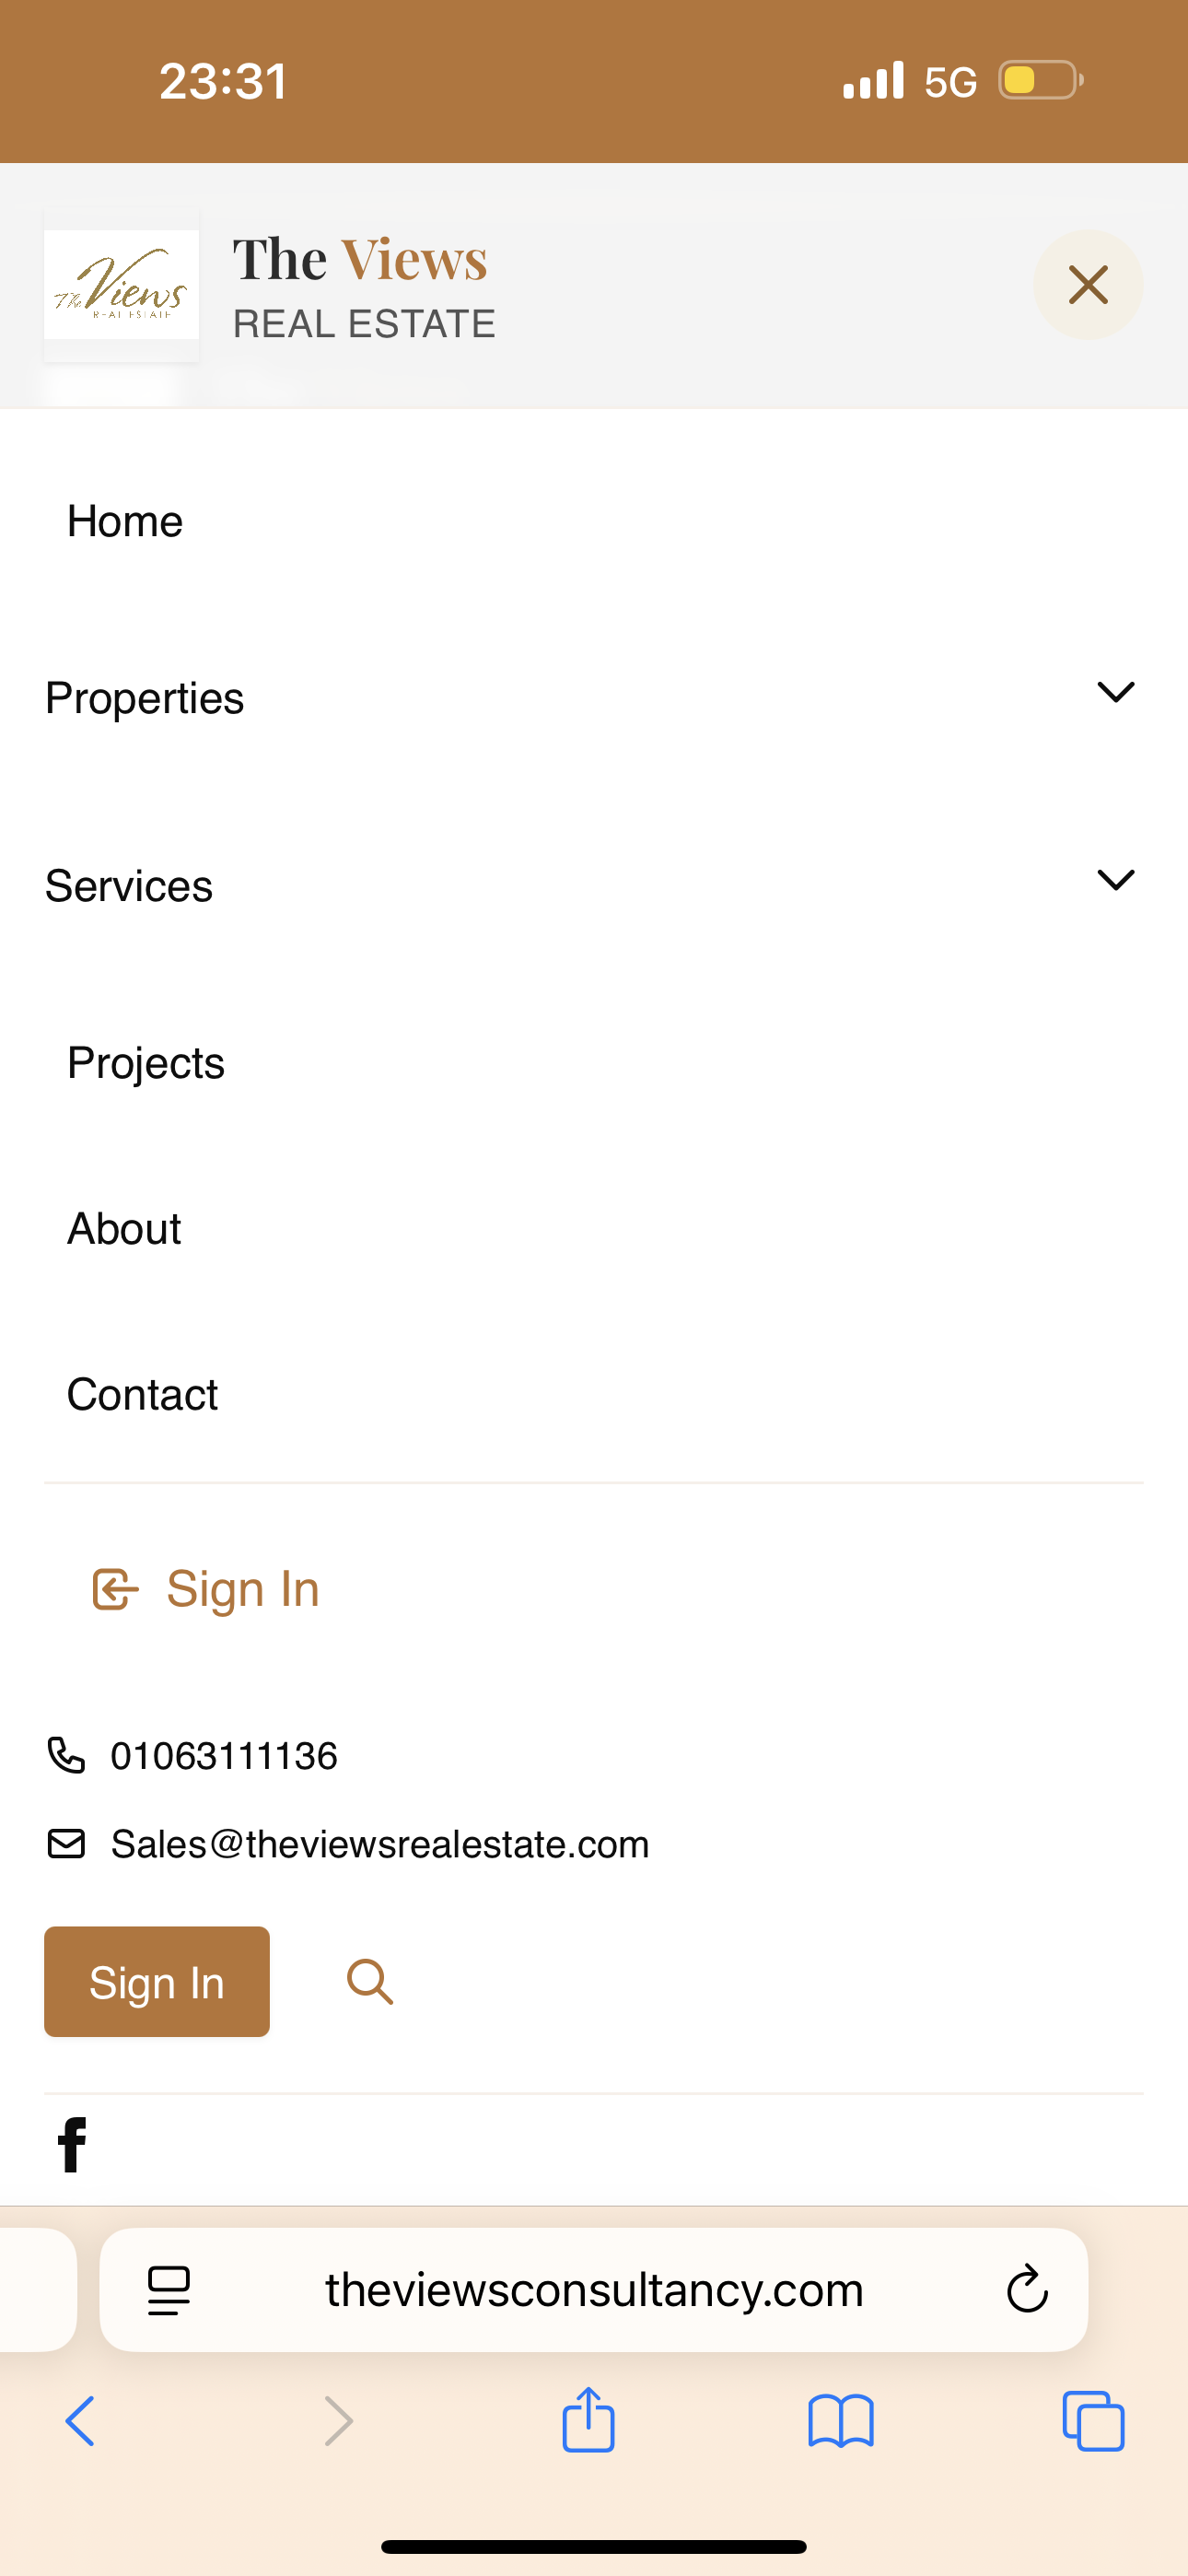 23:31
5G
The Views
REAL ESTATE
The Views
REAL ESTATE
Home
Properties
Services
Projects
About
Contact
Sign In
01063111136
Sales@theviewsrealestate.com
Sign In
f
theviewsconsultancy.com